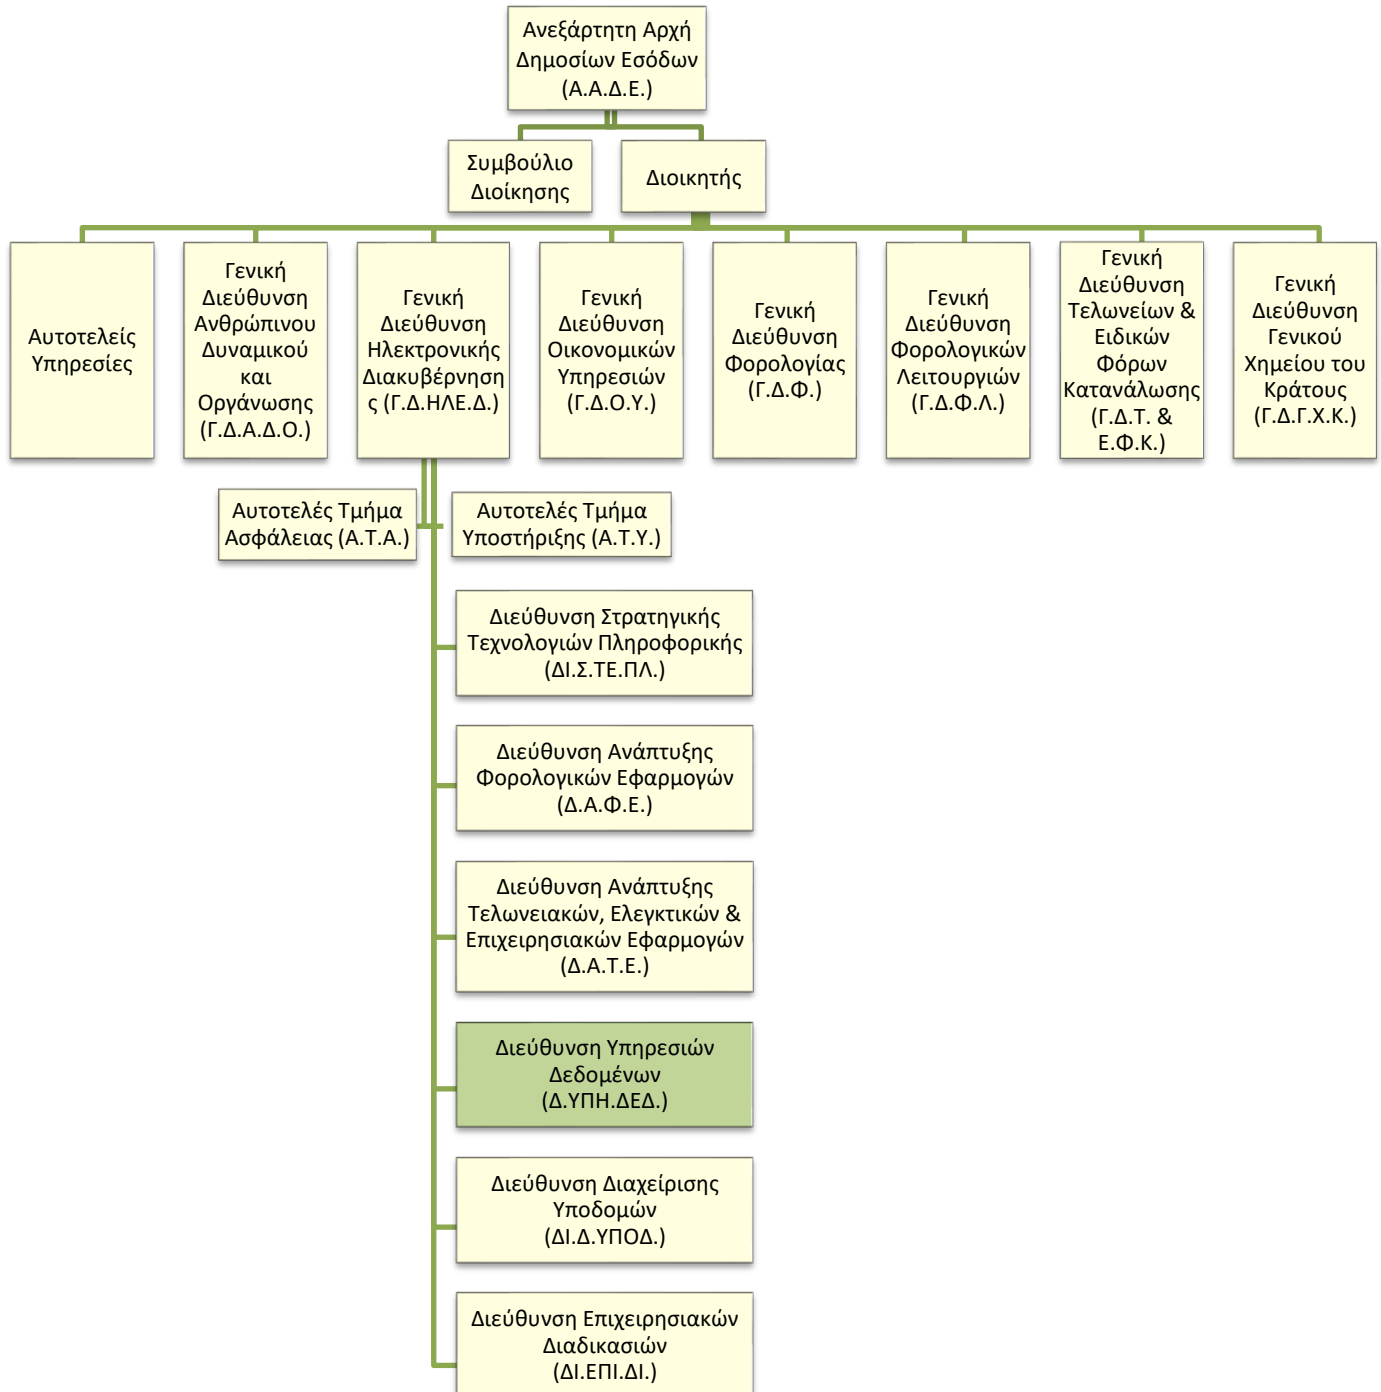 Ανεξάρτητη Αρχή
Δημοσίων Εσόδων
(Α.Α.Δ.Ε.)
Συμβούλιο
Διοίκησης
Διοικητής
Αυτοτελείς
Υπηρεσίες
Γενική
Διεύθυνση
Ανθρώπινου
Δυναμικού
και
Οργάνωσης
(Γ.Δ.Α.Δ.Ο.)
Γενική
Διεύθυνση
Ηλεκτρονικής
Διακυβέρνηση
ς (Γ.Δ.ΗΛΕ.Δ.)
Γενική
Διεύθυνση
Οικονομικών
Υπηρεσιών
(Γ.Δ.Ο.Υ.)
Γενική
Διεύθυνση
Φορολογίας
(Γ.Δ.Φ.)
Γενική
Διεύθυνση
Φορολογικών
Λειτουργιών
(Γ.Δ.Φ.Λ.)
Γενική
Διεύθυνση
Τελωνείων &
Ειδικών
Φόρων
Κατανάλωσης
(Γ.Δ.Τ. &
Ε.Φ.Κ.)
Γενική
Διεύθυνση
Γενικού
Χημείου του
Κράτους
(Γ.Δ.Γ.Χ.Κ.)
Αυτοτελές Τμήμα
Ασφάλειας (Α.Τ.Α.)
Αυτοτελές Τμήμα
Υποστήριξης (Α.Τ.Υ.)
Διεύθυνση Στρατηγικής
Τεχνολογιών Πληροφορικής
(ΔΙ.Σ.ΤΕ.ΠΛ.)
Διεύθυνση Ανάπτυξης
Φορολογικών Εφαρμογών
(Δ.Α.Φ.Ε.)
Διεύθυνση Ανάπτυξης
Τελωνειακών, Ελεγκτικών &
Επιχειρησιακών Εφαρμογών
(Δ.Α.Τ.Ε.)
Διεύθυνση Υπηρεσιών
Δεδομένων
(Δ.ΥΠΗ.ΔΕΔ.)
Διεύθυνση Διαχείρισης
Υποδομών
(ΔΙ.Δ.ΥΠΟΔ.)
Διεύθυνση Επιχειρησιακών
Διαδικασιών
(ΔΙ.ΕΠΙ.ΔΙ.)